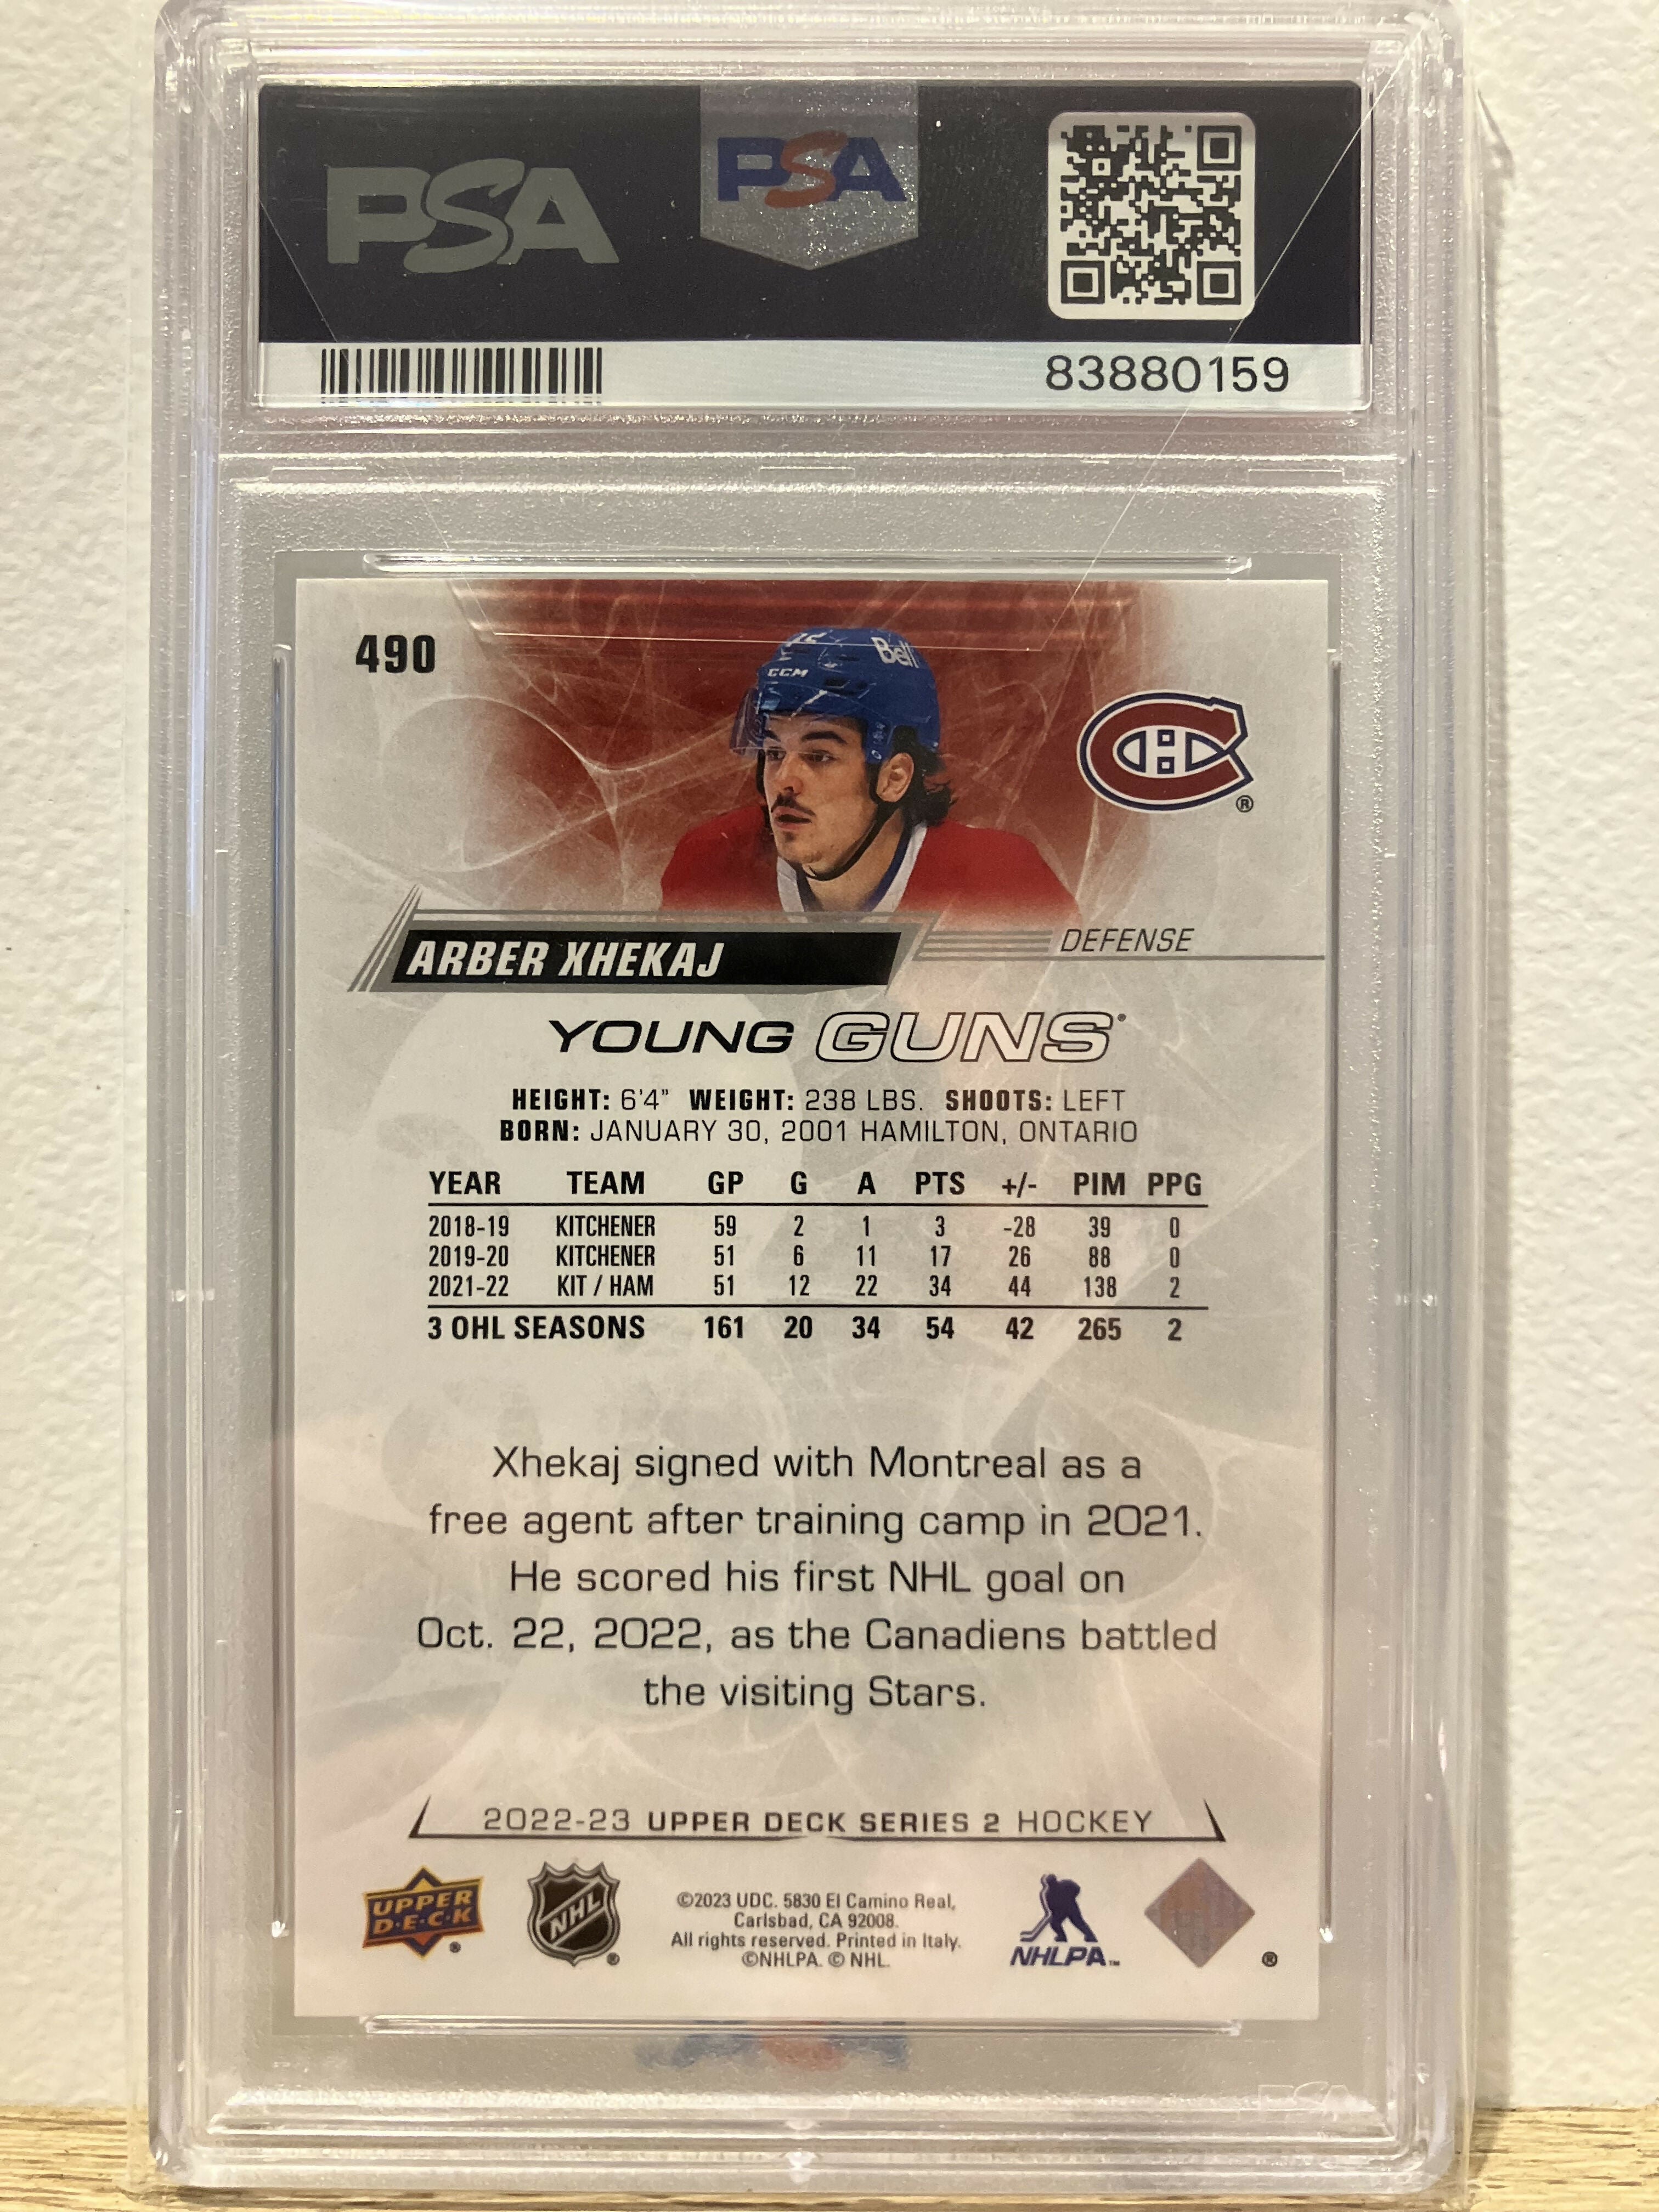 PSA
PSA
83880159
490
15
CCM
Bell
®
ARBER XHEKAJ
DEFENSE
YOUNG GUNS®
HEIGHT: 6'4" WEIGHT: 238 LBS. SHOOTS: LEFT
BORN: JANUARY 30, 2001 HAMILTON, ONTARIO
YEAR TEAM GP G A PTS +/- PIM PPG
2018-19 KITCHENER 59 2 1 3 -28 39 0
2019-20 KITCHENER 51 6 11 17 26 88 0
2021-22 KIT / HAM 51 12 22 34 44 138 2
3 OHL SEASONS 161 20 34 54 42 265 2
Xhekaj signed with Montreal as a
free agent after training camp in 2021.
He scored his first NHL goal on
Oct. 22, 2022, as the Canadiens battled
the visiting Stars.
2022-23 UPPER DECK SERIES 2 HOCKEY
UPPER
D·E·C·K
®
NHL
®
©2023 UDC. 5830 El Camino Real,
Carlsbad, CA 92008.
All rights reserved. Printed in Italy.
©NHLPA. © NHL.
NHLPA™
®
PSA